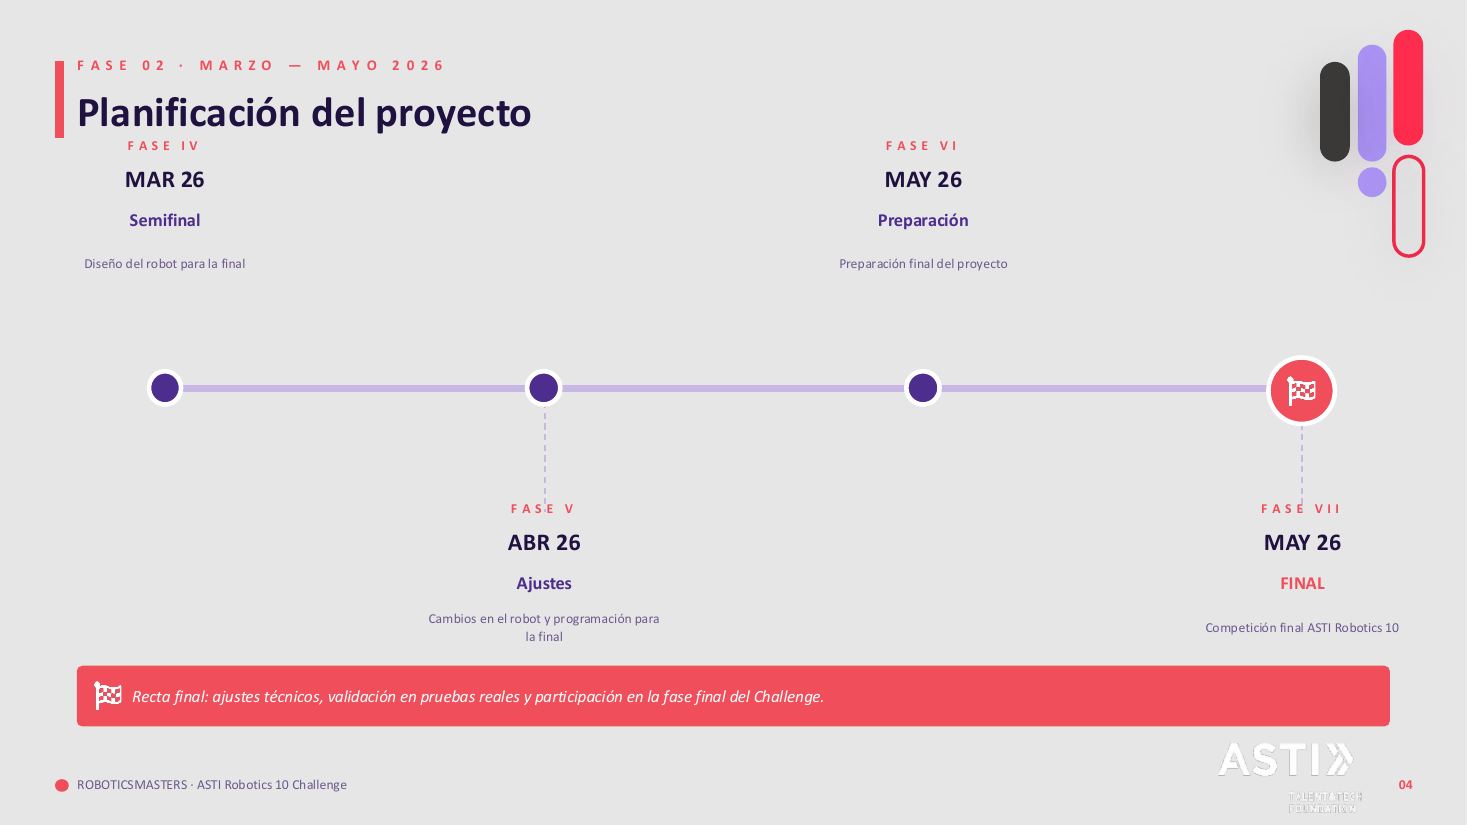 FASE 02 · MARZO — MAYO 2026
Planificación del proyecto
FASE IV
MAR 26
Semifinal
Diseño del robot para la final
FASE VI
MAY 26
Preparación
Preparación final del proyecto
FASE V
ABR 26
Ajustes
Cambios en el robot y programación para
la final
FASE VII
MAY 26
FINAL
Competición final ASTI Robotics 10
Recta final: ajustes técnicos, validación en pruebas reales y participación en la fase final del Challenge.
ASTI
TALENT&TECH
FOUNDATION
ROBOTICSMASTERS · ASTI Robotics 10 Challenge
04